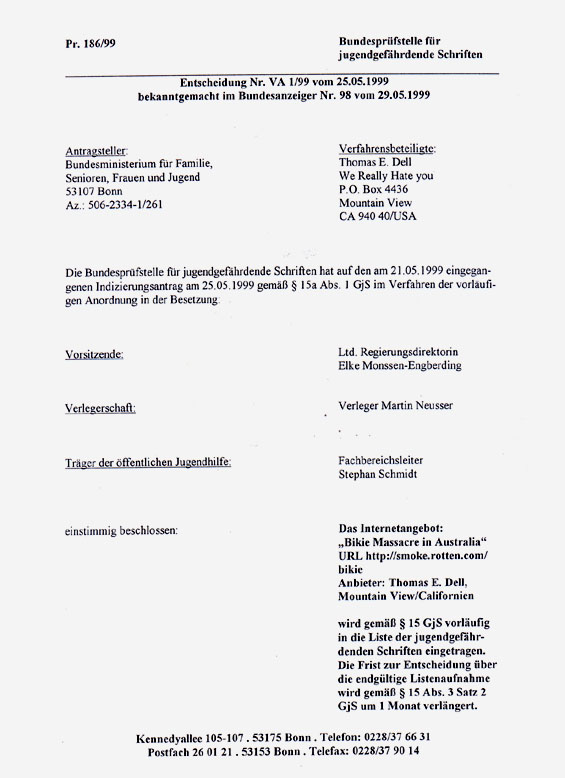 Pr. 186/99
Bundesprüfstelle für
jugendgefährdende Schriften
Entscheidung Nr. VA 1/99 vom 25.05.1999
bekanntgemacht im Bundesanzeiger Nr. 98 vom 29.05.1999
Antragsteller:
Bundesministerium für Familie,
Senioren, Frauen und Jugend
53107 Bonn
Az.: 506-2334-1/261
Verfahrensbeteiligte:
Thomas E. Dell
We Really Hate you
P.O. Box 4436
Mountain View
CA 940 40/USA
Die Bundesprüfstelle für jugendgefährdende Schriften hat auf den am 21.05.1999 eingegan-
genen Indizierungsantrag am 25.05.1999 gemäß § 15a Abs. 1 GjS im Verfahren der vorläufi-
gen Anordnung in der Besetzung:
Vorsitzende:
Ltd. Regierungsdirektorin
Elke Monssen-Engberding
Verlegerschaft:
Verleger Martin Neusser
Träger der öffentlichen Jugendhilfe:
Fachbereichsleiter
Stephan Schmidt
einstimmig beschlossen:
Das Internetangebot:
„Bikie Massacre in Australia“
URL http://smoke.rotten.com/
bikie
Anbieter: Thomas E. Dell,
Mountain View/Californien
wird gemäß § 15 GjS vorläufig
in die Liste der jugendgefähr-
denden Schriften eingetragen.
Die Frist zur Entscheidung über
die endgültige Listenaufnahme
wird gemäß § 15 Abs. 3 Satz 2
GjS um 1 Monat verlängert.
Kennedyallee 105-107 . 53175 Bonn . Telefon: 0228/37 66 31
Postfach 26 01 21 . 53153 Bonn . Telefax: 0228/37 90 14